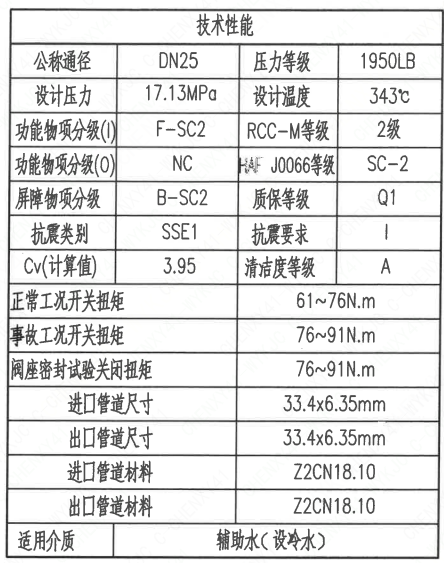 技术性能
公称通径 DN25 压力等级 1950LB
设计压力 17.13MPa 设计温度 343℃
功能物项分级(I) F-SC2 RCC-M等级 2级
功能物项分级(O) NC HAF J0066等级 SC-2
屏障物项分级 B-SC2 质保等级 Q1
抗震类别 SSE1 抗震要求 I
Cv(计算值) 3.95 清洁度等级 A
正常工况开关扭矩 61~76N.m
事故工况开关扭矩 76~91N.m
阀座密封试验关闭扭矩 76~91N.m
进口管道尺寸 33.4x6.35mm
出口管道尺寸 33.4x6.35mm
进口管道材料 Z2CN18.10
出口管道材料 Z2CN18.10
适用介质 辅助水(设冷水)